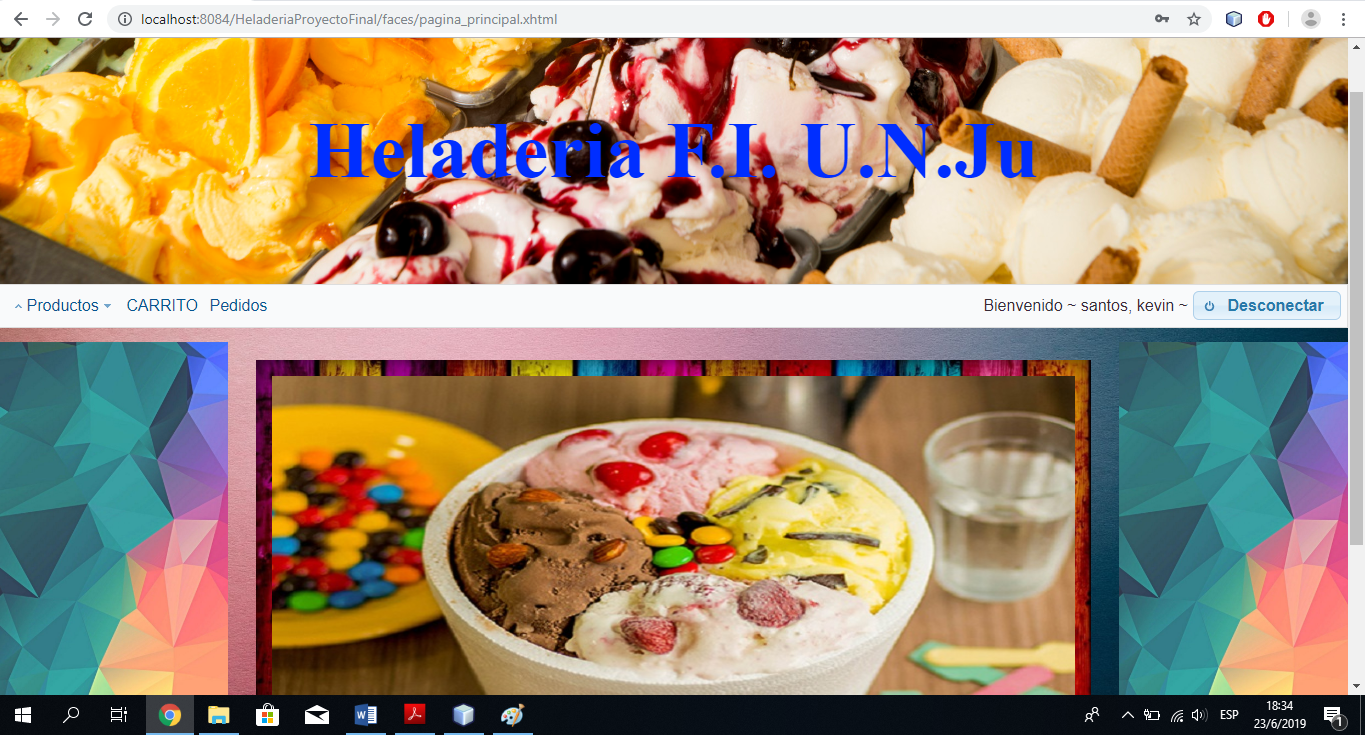 localhost:8084/HeladeriaProyectoFinal/faces/pagina_principal.xhtml
Heladeria F.I. U.N.Ju
Productos CARRITO Pedidos
Bienvenido ~ santos, kevin ~ Desconectar
ESP
18:34
23/6/2019
1